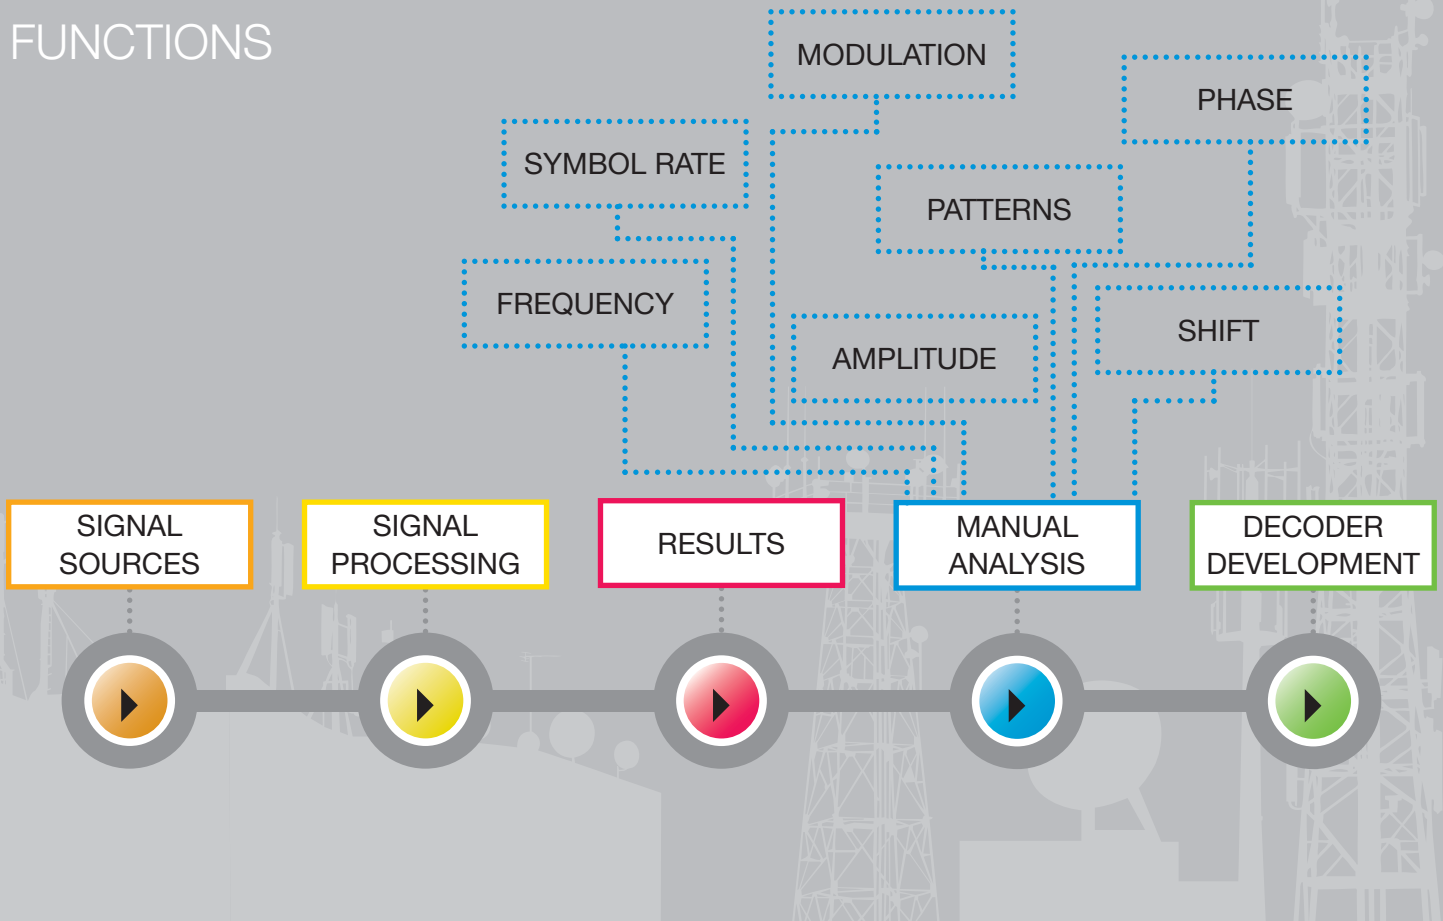 FUNCTIONS
MODULATION
PHASE
SYMBOL RATE
PATTERNS
FREQUENCY
SHIFT
AMPLITUDE
SIGNAL
SOURCES
SIGNAL
PROCESSING
RESULTS
MANUAL
ANALYSIS
DECODER
DEVELOPMENT